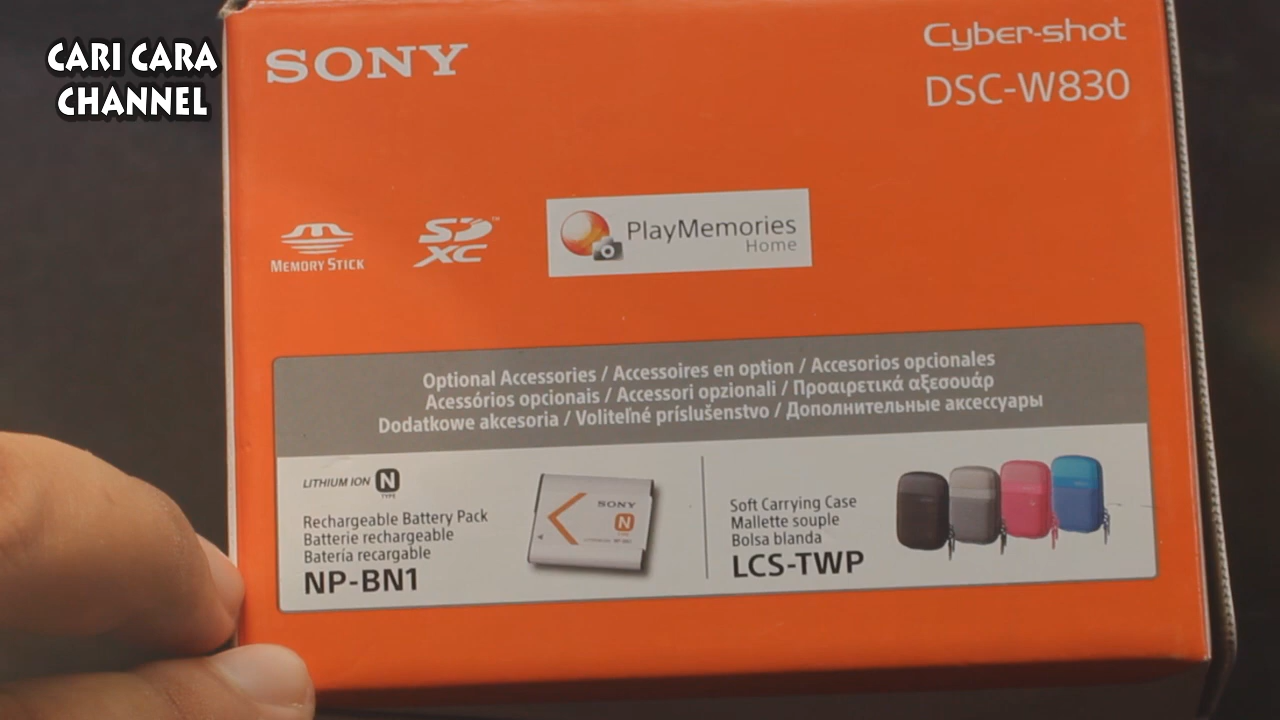 CARI CARA
CHANNEL
SONY
Cyber-shot
DSC-W830
MEMORY STICK
SD
XC™
PlayMemories
Home
Optional Accessories / Accessoires en option / Accesorios opcionales
Acessórios opcionais / Accessori opzionali / Προαιρετικά αξεσουάρ
Dodatkowe akcesoria / Voliteľné príslušenstvo / Дополнительные аксессуары
LITHIUM ION N
TYPE
Rechargeable Battery Pack
Batterie rechargeable
Batería recargable
NP-BN1
SONY
N
Soft Carrying Case
Mallette souple
Bolsa blanda
LCS-TWP